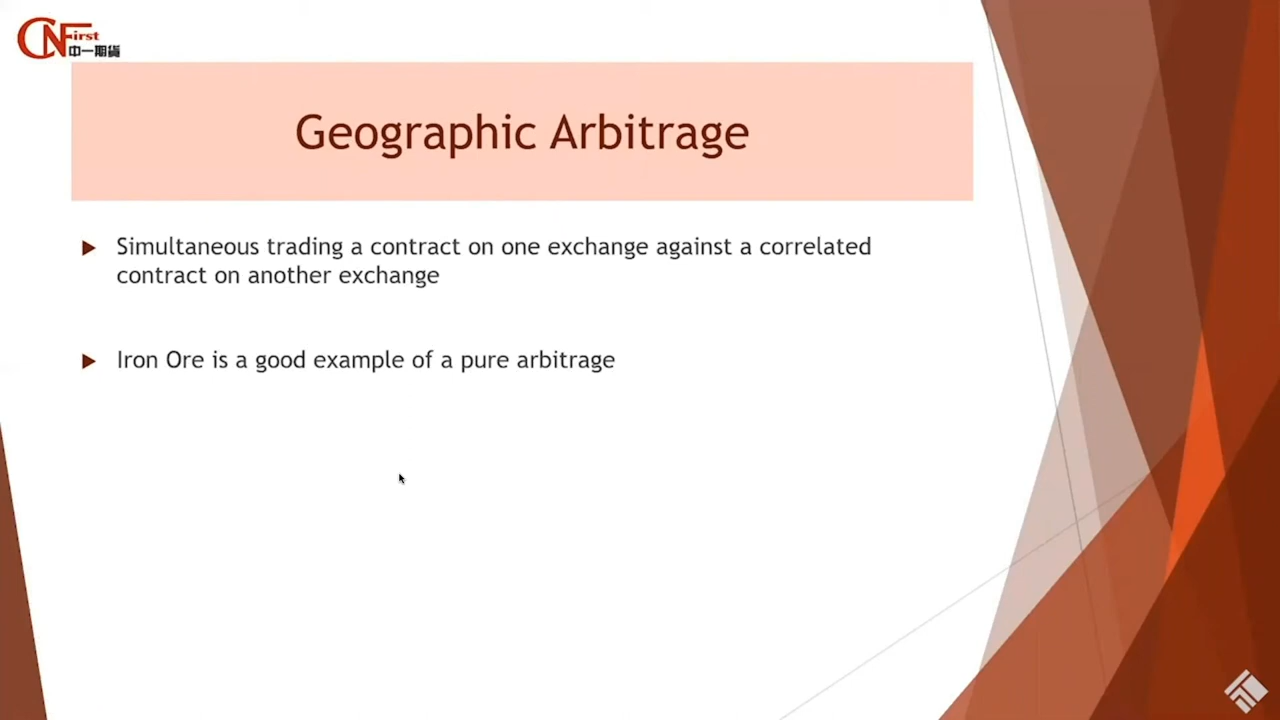 CNFirst
中一期貨
Geographic Arbitrage
Simultaneous trading a contract on one exchange against a correlated
contract on another exchange
Iron Ore is a good example of a pure arbitrage